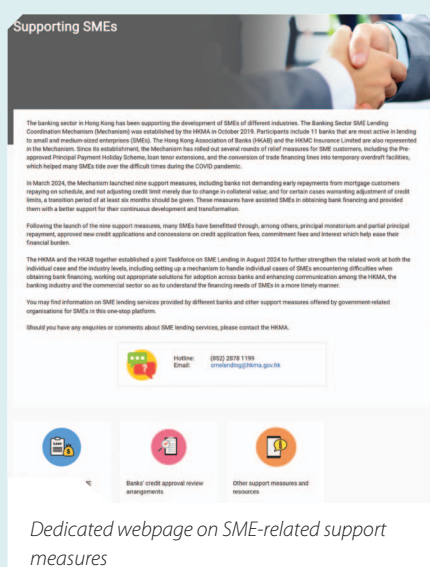 Supporting SMEs
The banking sector in Hong Kong has been supporting the development of SMEs of different industries. The Banking Sector SME Lending
Coordination Mechanism (Mechanism) was established by the HKMA in October 2019. Participants include 11 banks that are most active in lending
to small and medium-sized enterprises (SMEs). The Hong Kong Association of Banks (HKAB) and the HKMC Insurance Limited are also represented
in the Mechanism. Since its establishment, the Mechanism has rolled out several rounds of relief measures for SME customers, including the Pre-
approved Principal Payment Holiday Scheme, loan tenor extensions, and the conversion of trade financing lines into temporary overdraft facilities,
which helped many SMEs tide over the difficult times during the COVID pandemic.
In March 2024, the Mechanism launched nine support measures, including banks not demanding early repayments from mortgage customers
repaying on schedule, and not adjusting credit limit merely due to change in collateral value; and for certain cases warranting adjustment of credit
limits, a transition period of at least six months should be given. These measures have assisted SMEs in obtaining bank financing and provided
them with a better support for their continuous development and transformation.
Following the launch of the nine support measures, many SMEs have benefitted through, among others, principal moratorium and partial principal
repayment, approved new credit applications and concessions on credit application fees, commitment fees and interest which help ease their
financial burden.
The HKMA and the HKAB together established a joint Taskforce on SME Lending in August 2024 to further strengthen the related work at both the
individual case and the industry levels, including setting up a mechanism to handle individual cases of SMEs encountering difficulties when
obtaining bank financing, working out appropriate solutions for adoption across banks and enhancing communication among the HKMA, the
banking industry and the commercial sector so as to understand the financing needs of SMEs in a more timely manner.
You may find information on SME lending services provided by different banks and other support measures offered by government-related
organisations for SMEs in this one-stop platform.
Should you have any enquiries or comments about SME lending services, please contact the HKMA.
Hotline: (852) 2878 1199
Email: smelending@hkma.gov.hk
Banks' credit approval review
arrangements
Other support measures and
resources
Dedicated webpage on SME-related support
measures